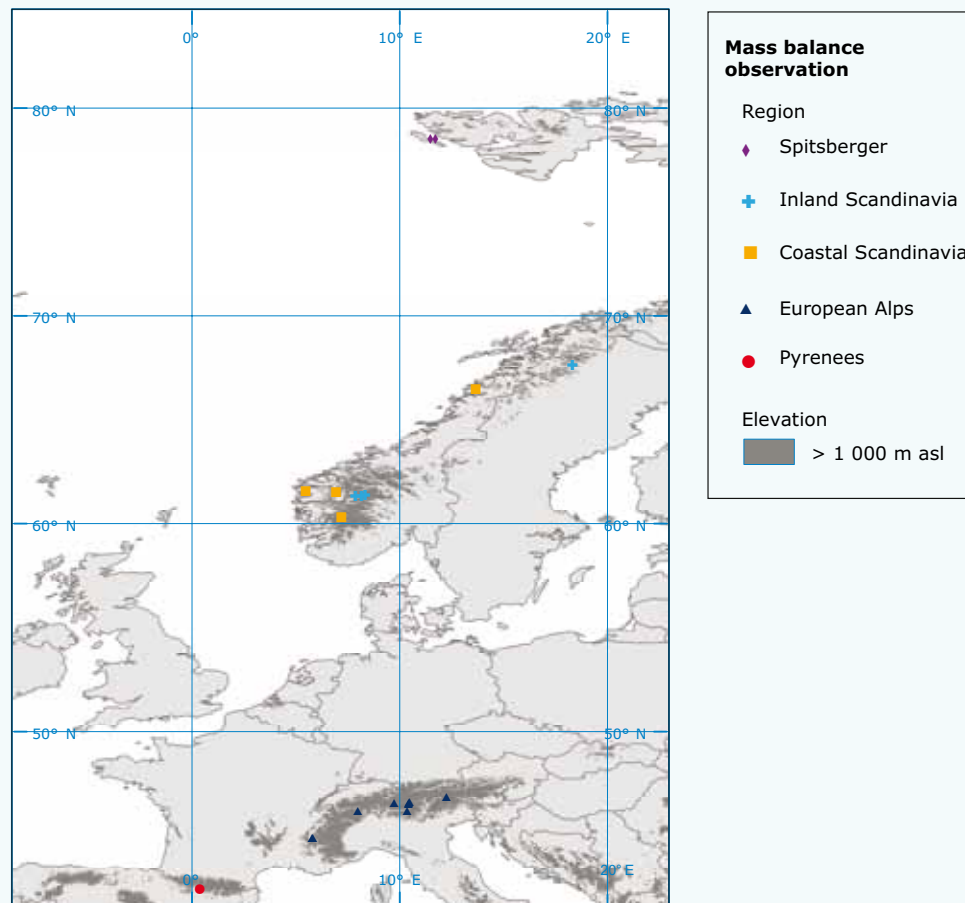 0°
10° E
20° E
80° N
80° N
70° N
70° N
60° N
60° N
50° N
50° N
0°
10° E
20° E
Mass balance
observation
Region
Spitsberger
Inland Scandinavia
Coastal Scandinavia
European Alps
Pyrenees
Elevation
> 1 000 m asl